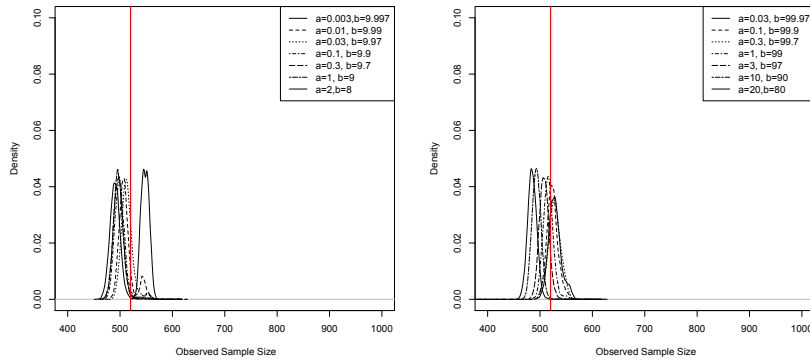 0.10
0.08
0.06
0.04
0.02
0.00
Density
400 500 600 700 800 900 1000
Observed Sample Size
a=0.003,b=9.997
a=0.01, b=9.99
a=0.03, b=9.97
a=0.1, b=9.9
a=0.3, b=9.7
a=1, b=9
a=2,b=8
0.10
0.08
0.06
0.04
0.02
0.00
Density
400 500 600 700 800 900 1000
Observed Sample Size
a=0.03, b=99.97
a=0.1, b=99.9
a=0.3, b=99.7
a=1, b=99
a=3, b=97
a=10, b=90
a=20,b=80